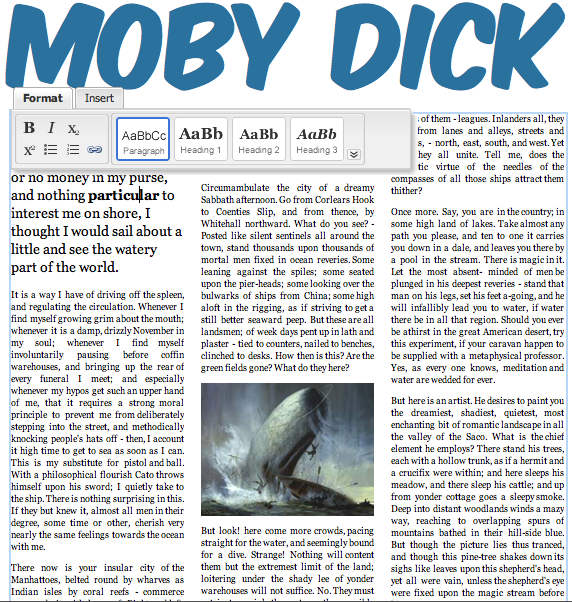 MOBY DICK
Format
Insert
B I X₂
X²
AaBbCc
Paragraph
AaBb
Heading 1
AaBb
Heading 2
AaBb
Heading 3
or no money in my purse,
and nothing particular to
interest me on shore, I
thought I would sail about a
little and see the watery
part of the world.
It is a way I have of driving off the spleen,
and regulating the circulation. Whenever I
find myself growing grim about the mouth;
whenever it is a damp, drizzly November in
my soul; whenever I find myself
involuntarily pausing before coffin
warehouses, and bringing up the rear of
every funeral I meet; and especially
whenever my hypos get such an upper hand
of me, that it requires a strong moral
principle to prevent me from deliberately
stepping into the street, and methodically
knocking people's hats off - then, I account
it high time to get to sea as soon as I can.
This is my substitute for pistol and ball.
With a philosophical flourish Cato throws
himself upon his sword; I quietly take to
the ship. There is nothing surprising in this.
If they but knew it, almost all men in their
degree, some time or other, cherish very
nearly the same feelings towards the ocean
with me.
There now is your insular city of the
Manhattoes, belted round by wharves as
Indian isles by coral reefs - commerce
Circumambulate the city of a dreamy
Sabbath afternoon. Go from Corlears Hook
to Coenties Slip, and from thence, by
Whitehall northward. What do you see? -
Posted like silent sentinels all around the
town, stand thousands upon thousands of
mortal men fixed in ocean reveries. Some
leaning against the spiles; some seated
upon the pier-heads; some looking over the
bulwarks of ships from China; some high
aloft in the rigging, as if striving to get a
still better seaward peep. But these are all
landsmen; of week days pent up in lath and
plaster - tied to counters, nailed to benches,
clinched to desks. How then is this? Are the
green fields gone? What do they here?
But look! here come more crowds, pacing
straight for the water, and seemingly bound
for a dive. Strange! Nothing will content
them but the extremest limit of the land;
loitering under the shady lee of yonder
warehouses will not suffice. No. They must
of them - leagues. Inlanders all, they
from lanes and alleys, streets and
s, - north, east, south, and west. Yet
hey all unite. Tell me, does the
tic virtue of the needles of the
compasses of all those ships attract them
thither?
Once more. Say, you are in the country; in
some high land of lakes. Take almost any
path you please, and ten to one it carries
you down in a dale, and leaves you there by
a pool in the stream. There is magic in it.
Let the most absent- minded of men be
plunged in his deepest reveries - stand that
man on his legs, set his feet a-going, and he
will infallibly lead you to water, if water
there be in all that region. Should you ever
be athirst in the great American desert, try
this experiment, if your caravan happen to
be supplied with a metaphysical professor.
Yes, as every one knows, meditation and
water are wedded for ever.
But here is an artist. He desires to paint you
the dreamiest, shadiest, quietest, most
enchanting bit of romantic landscape in all
the valley of the Saco. What is the chief
element he employs? There stand his trees,
each with a hollow trunk, as if a hermit and
a crucifix were within; and here sleeps his
meadow, and there sleep his cattle; and up
from yonder cottage goes a sleepy smoke.
Deep into distant woodlands winds a mazy
way, reaching to overlapping spurs of
mountains bathed in their hill-side blue.
But though the picture lies thus tranced,
and though this pine-tree shakes down its
sighs like leaves upon this shepherd's head,
yet all were vain, unless the shepherd's eye
were fixed upon the magic stream before